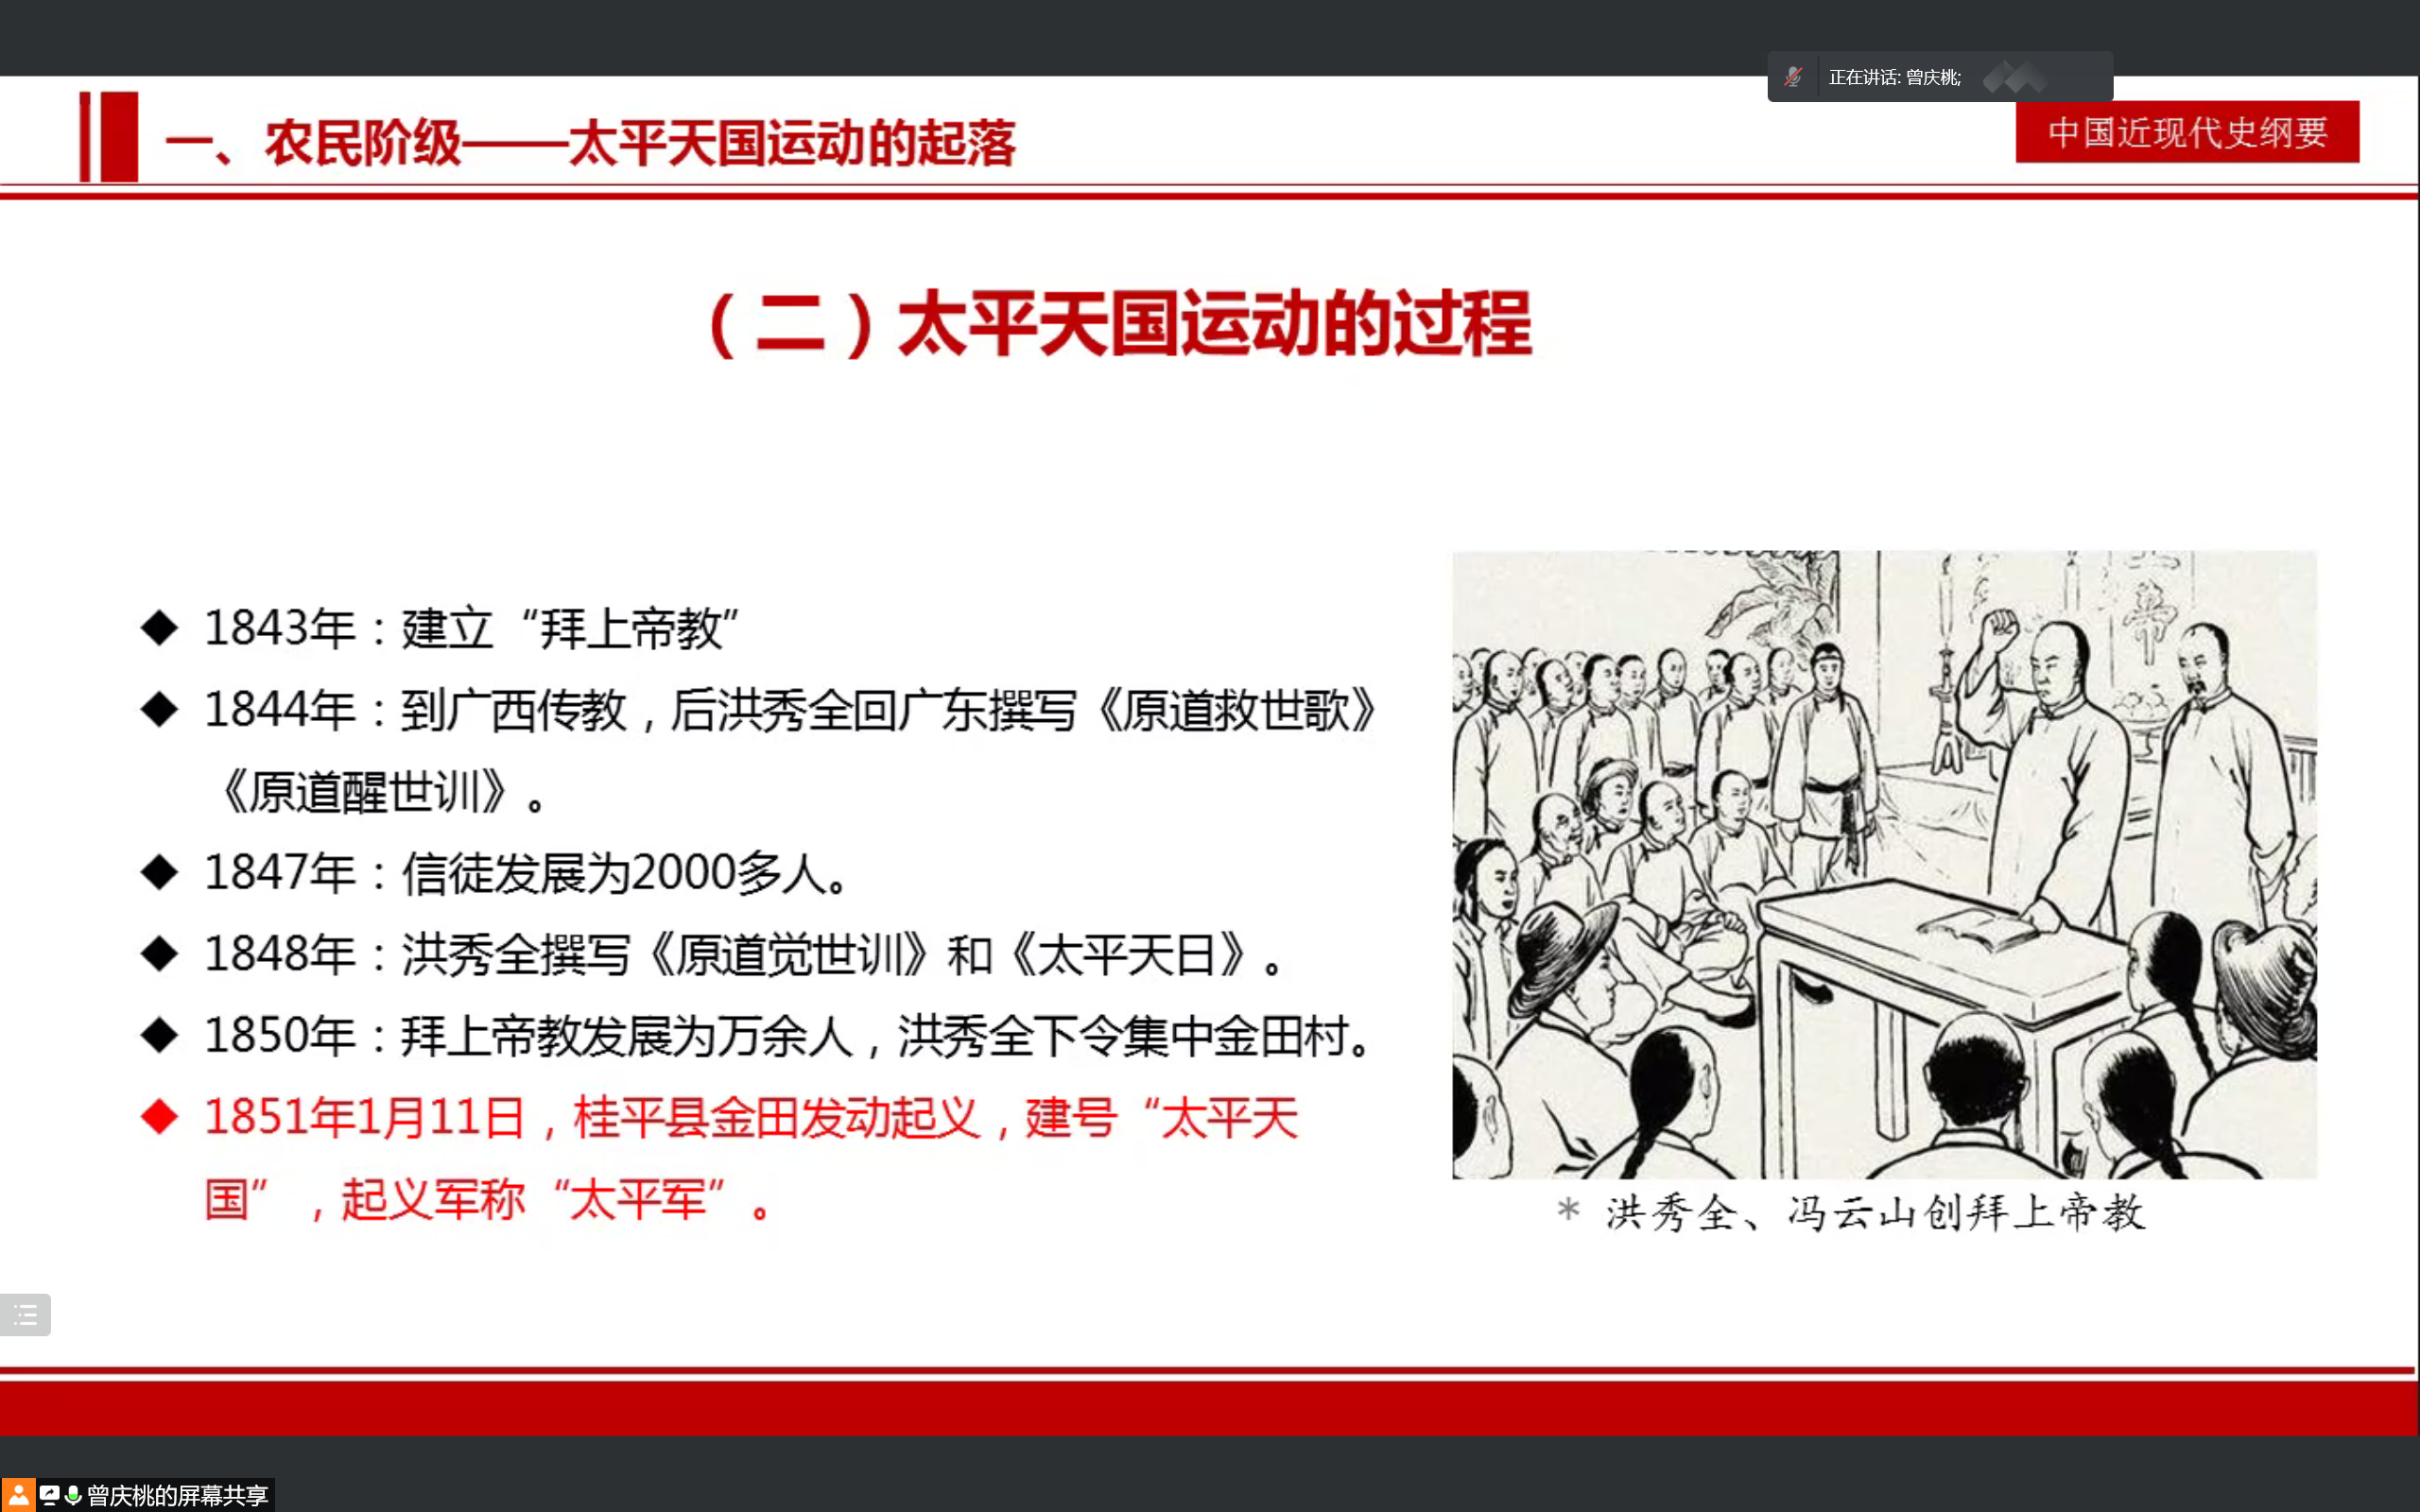 正在讲话: 曾庆桃;
一、农民阶级——太平天国运动的起落
中国近现代史纲要
（二）太平天国运动的过程
◆ 1843年：建立“拜上帝教”
◆ 1844年：到广西传教，后洪秀全回广东撰写《原道救世歌》
《原道醒世训》。
◆ 1847年：信徒发展为2000多人。
◆ 1848年：洪秀全撰写《原道觉世训》和《太平天日》。
◆ 1850年：拜上帝教发展为万余人，洪秀全下令集中金田村。
◆ 1851年1月11日，桂平县金田发动起义，建号“太平天
国”，起义军称“太平军”。
帝
* 洪秀全、冯云山创拜上帝教
曾庆桃的屏幕共享